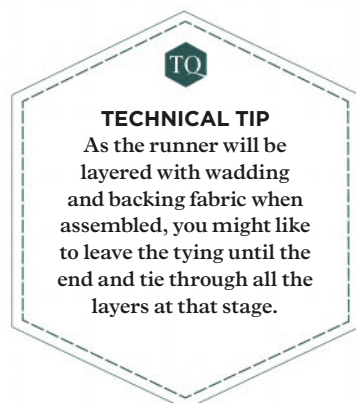 TQ
TECHNICAL TIP
As the runner will be
layered with wadding
and backing fabric when
assembled, you might like
to leave the tying until the
end and tie through all the
layers at that stage.